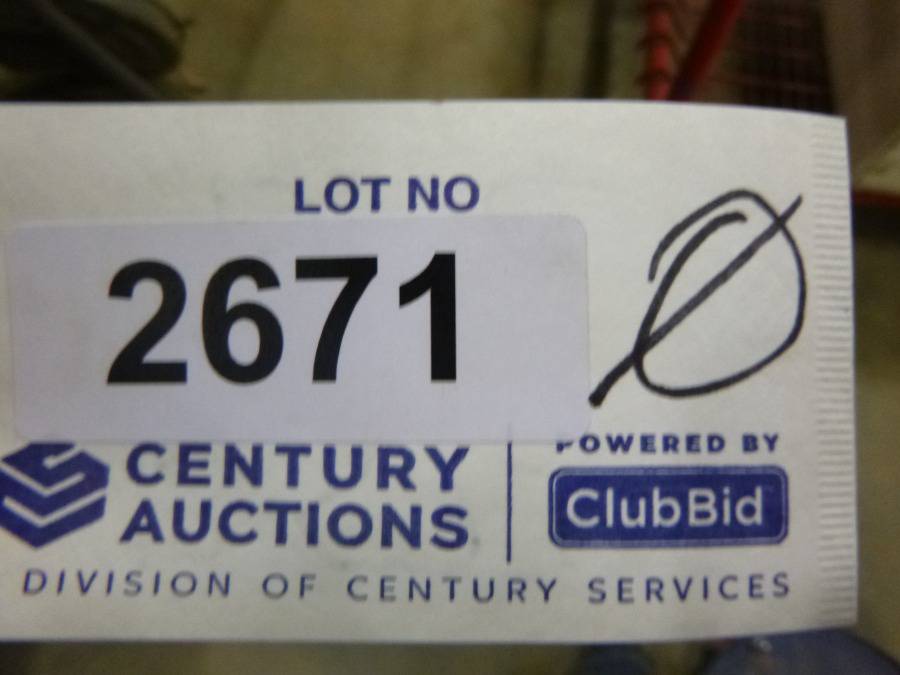 LOT NO
2671 Ø
CENTURY
AUCTIONS
POWERED BY
ClubBid
DIVISION OF CENTURY SERVICES